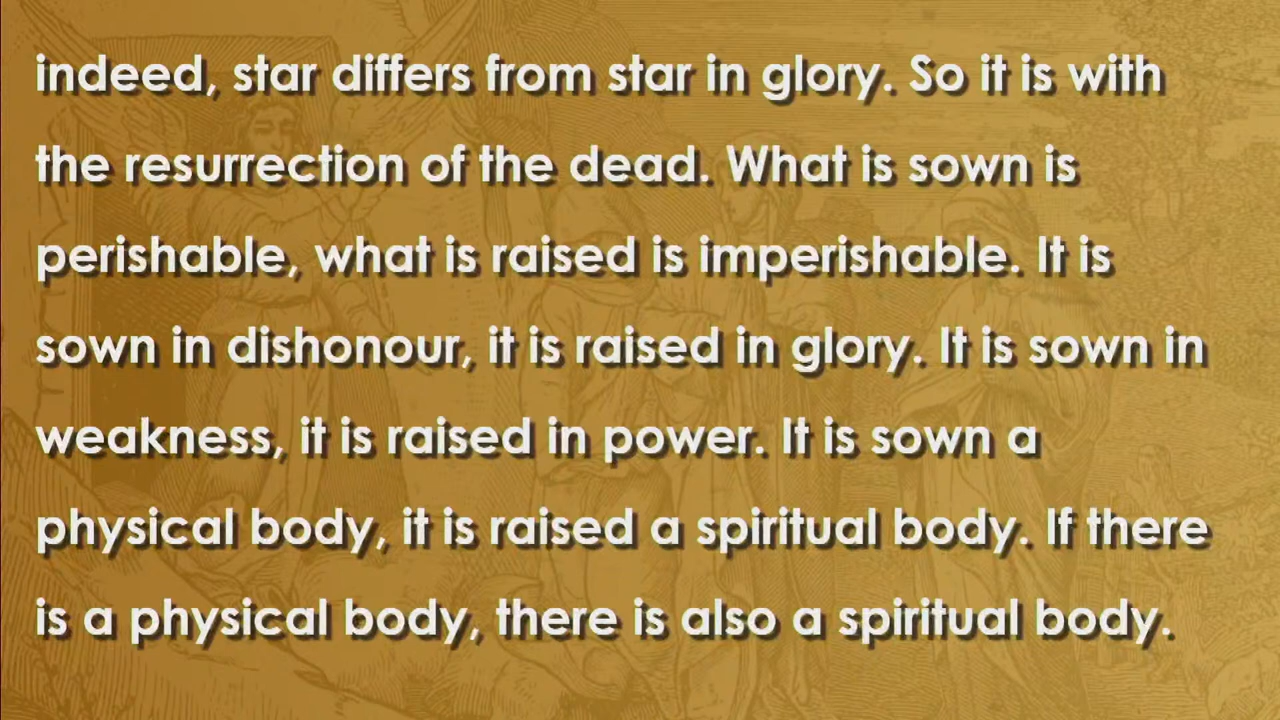 indeed, star differs from star in glory. So it is with
the resurrection of the dead. What is sown is
perishable, what is raised is imperishable. It is
sown in dishonour, it is raised in glory. It is sown in
weakness, it is raised in power. It is sown a
physical body, it is raised a spiritual body. If there
is a physical body, there is also a spiritual body.